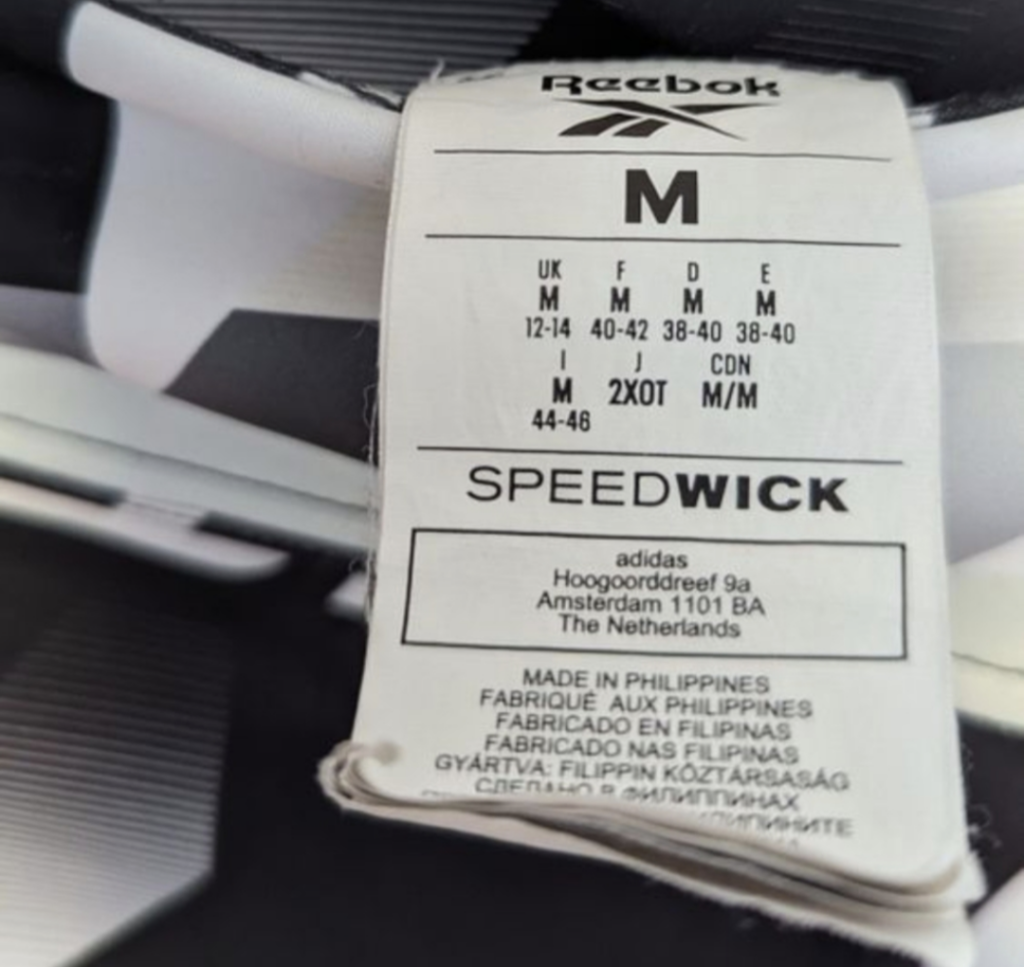 Reebok
M
UK F D E
M M M M
12-14 40-42 38-40 38-40
I J CDN
M 2XOT M/M
44-46
SPEEDWICK
adidas
Hoogoorddreef 9a
Amsterdam 1101 BA
The Netherlands
MADE IN PHILIPPINES
FABRIQUÉ AUX PHILIPPINES
FABRICADO EN FILIPINAS
FABRICADO NAS FILIPINAS
GYÁRTVA: FILIPPIN KÖZTÁRSASÁG
СДЕЛАНО В ФИЛИППИНАХ